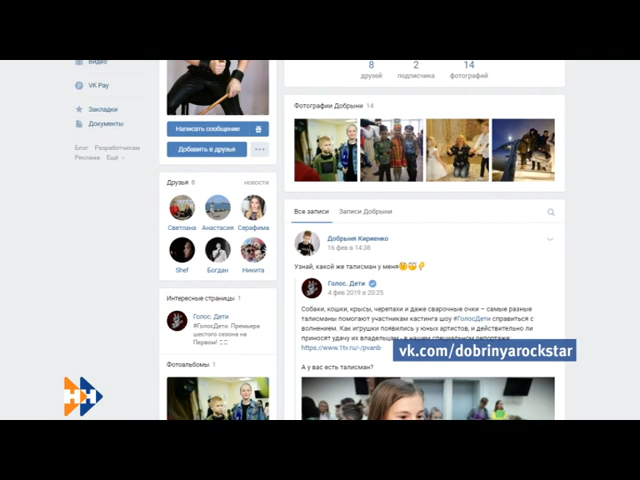 Видео
VK Pay
Закладки
Документы
Блог Разработчикам
Реклама Ещё
Написать сообщение
Добавить в друзья
Друзья 8 новости
Светлана Анастасия Серафима
Shef Богдан Никита
Интересные страницы 1
Голос. Дети
#ГолосДети. Премьера
шестого сезона на
Первом!
Фотоальбомы 1
8 2 14
друзей подписчика фотографий
Фотографии Добрыни 14
Все записи Записи Добрыни
Добрыня Кириенко
16 фев в 14:38
Узнай, какой же талисман у меня
Голос. Дети
4 фев 2019 в 20:25
Собаки, кошки, крысы, черепахи и даже сварочные очки – самые разные
талисманы помогают участникам кастинга шоу #ГолосДети справиться с
волнением. Как игрушки появились у юных артистов, и действительно ли
приносят удачу их владельцам - в нашем специальном репортаже.
https://www.1tv.ru/-/pvanb
vk.com/dobrinyarockstar
А у вас есть талисман?
НН